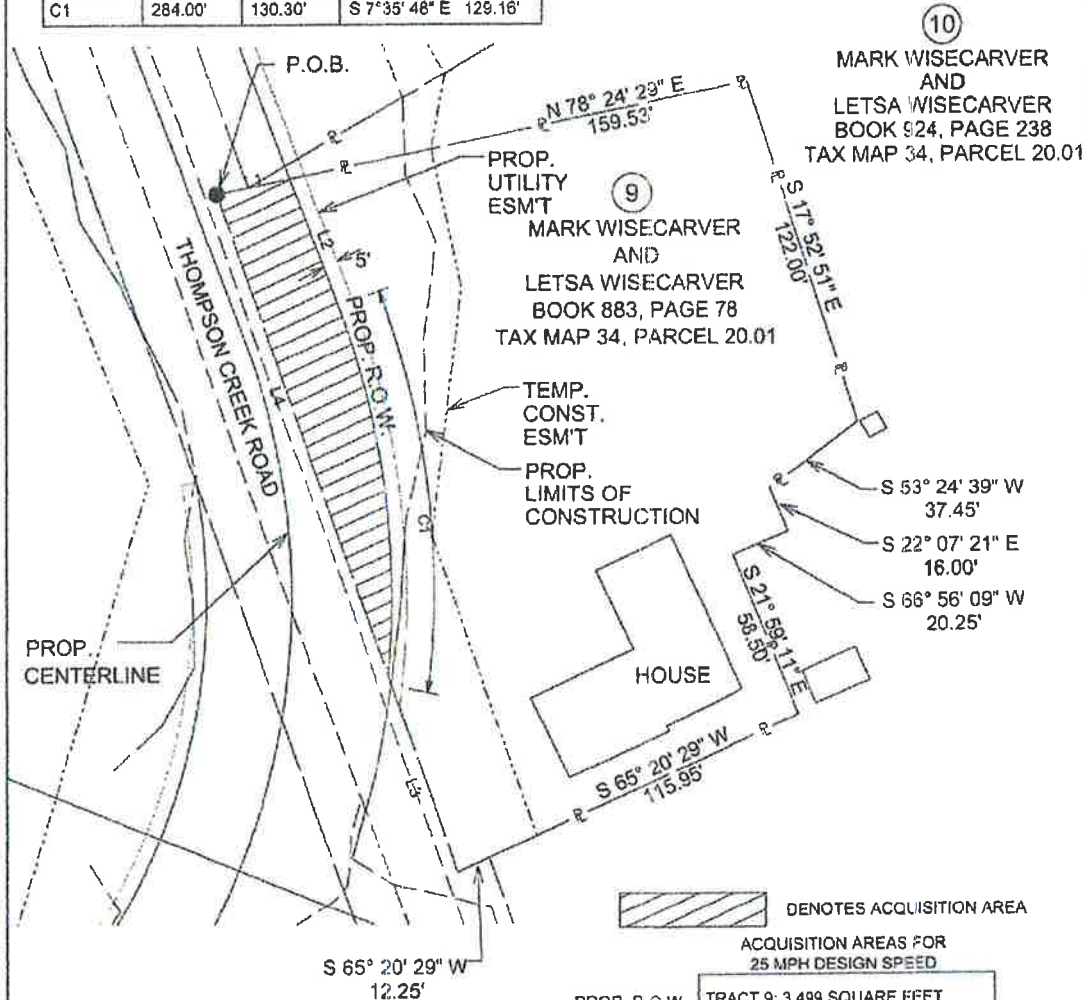 C1 284.00' 130.30' S 7°35' 48" E 129.16'
10
MARK WISECARVER
AND
LETSA WISECARVER
BOOK 924, PAGE 238
TAX MAP 34, PARCEL 20.01
P.O.B.
N 78° 24' 29" E
159.53'
PROP.
UTILITY
ESM'T
9
MARK WISECARVER
AND
LETSA WISECARVER
BOOK 883, PAGE 78
TAX MAP 34, PARCEL 20.01
S 17° 52' 51" E
122.00'
L2
5'
THOMPSON CREEK ROAD
PROP. R.O.W.
L4
C1
TEMP.
CONST.
ESM'T
PROP.
LIMITS OF
CONSTRUCTION
S 53° 24' 39" W
37.45'
S 22° 07' 21" E
16.00'
S 66° 56' 09" W
20.25'
S 21° 59' 11" E
58.50'
PROP.
CENTERLINE
HOUSE
S 65° 20' 29" W
115.95'
L3
DENOTES ACQUISITION AREA
ACQUISITION AREAS FOR
25 MPH DESIGN SPEED
S 65° 20' 29" W
12.25'
PROP. R.O.W. TRACT 9: 3,499 SQUARE FEET